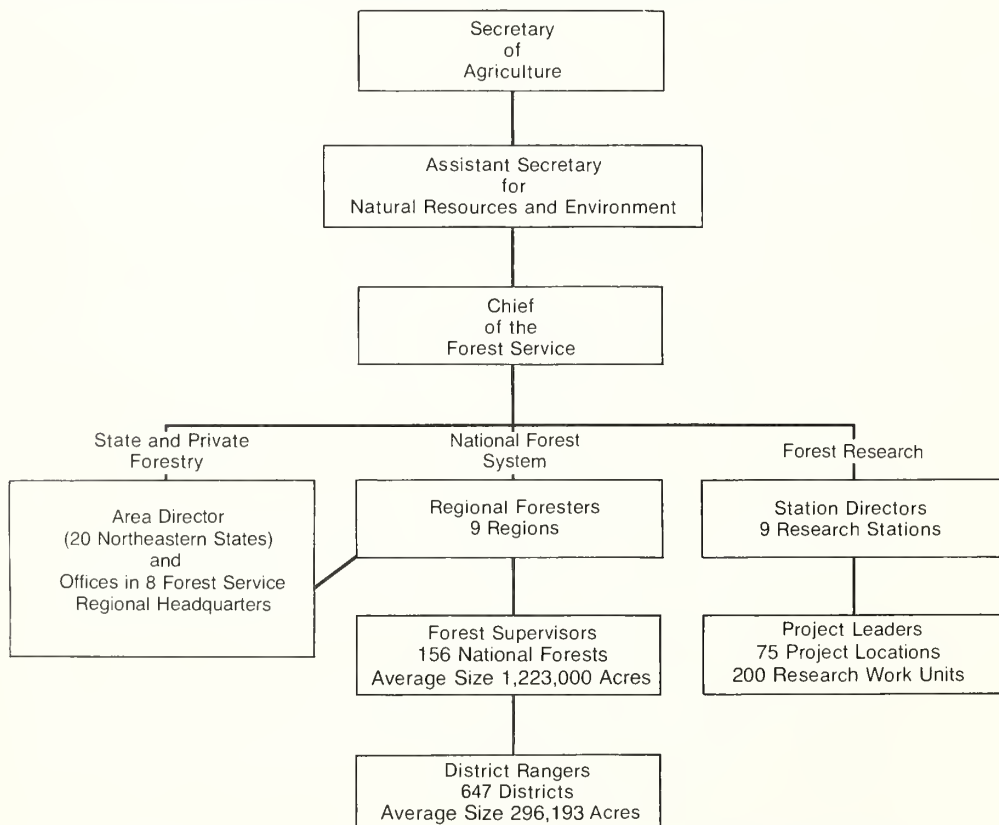 Secretary
of
Agriculture
Assistant Secretary
for
Natural Resources and Environment
Chief
of the
Forest Service
State and Private
Forestry
National Forest
System
Forest Research
Area Director
(20 Northeastern States)
and
Offices in 8 Forest Service
Regional Headquarters
Regional Foresters
9 Regions
Station Directors
9 Research Stations
Forest Supervisors
156 National Forests
Average Size 1,223,000 Acres
Project Leaders
75 Project Locations
200 Research Work Units
District Rangers
647 Districts
Average Size 296,193 Acres